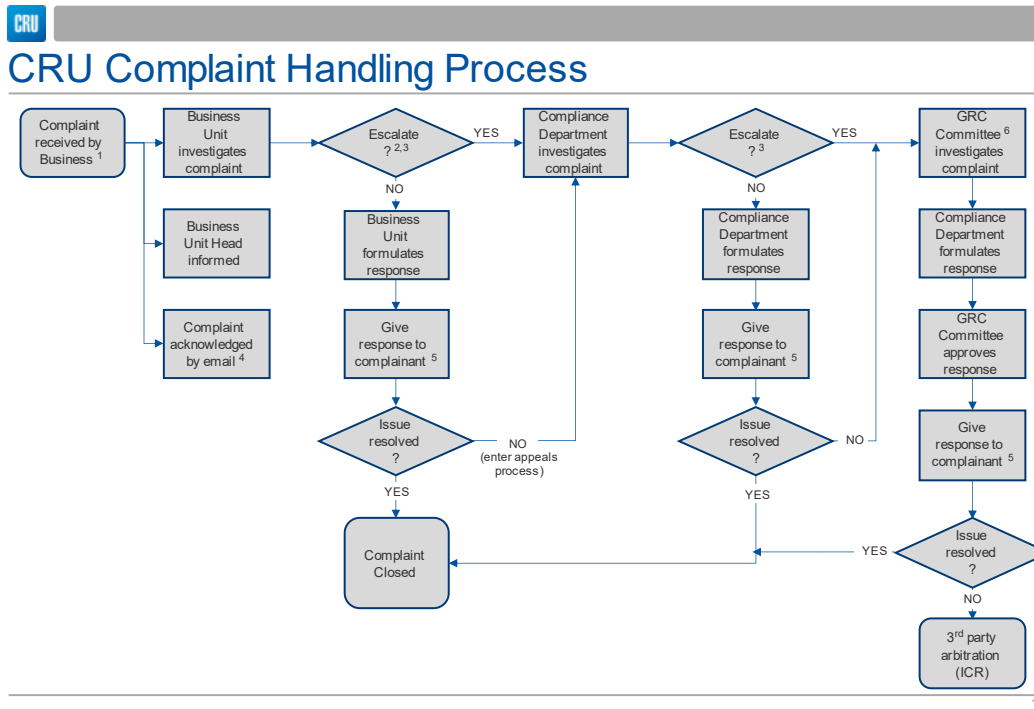 CRU
CRU Complaint Handling Process
Complaint
received by
Business 1
Business
Unit
investigates
complaint
Business
Unit Head
informed
Complaint
acknowledged
by email 4
Escalate
? 2,3
YES
NO
Business
Unit
formulates
response
Give
response to
complainant 5
Issue
resolved
?
NO
(enter appeals
process)
YES
Complaint
Closed
Compliance
Department
investigates
complaint
Escalate
? 3
YES
NO
Compliance
Department
formulates
response
Give
response to
complainant 5
Issue
resolved
?
NO
YES
GRC
Committee 6
investigates
complaint
Compliance
Department
formulates
response
GRC
Committee
approves
response
Give
response to
complainant 5
Issue
resolved
?
YES
NO
3rd party
arbitration
(ICR)